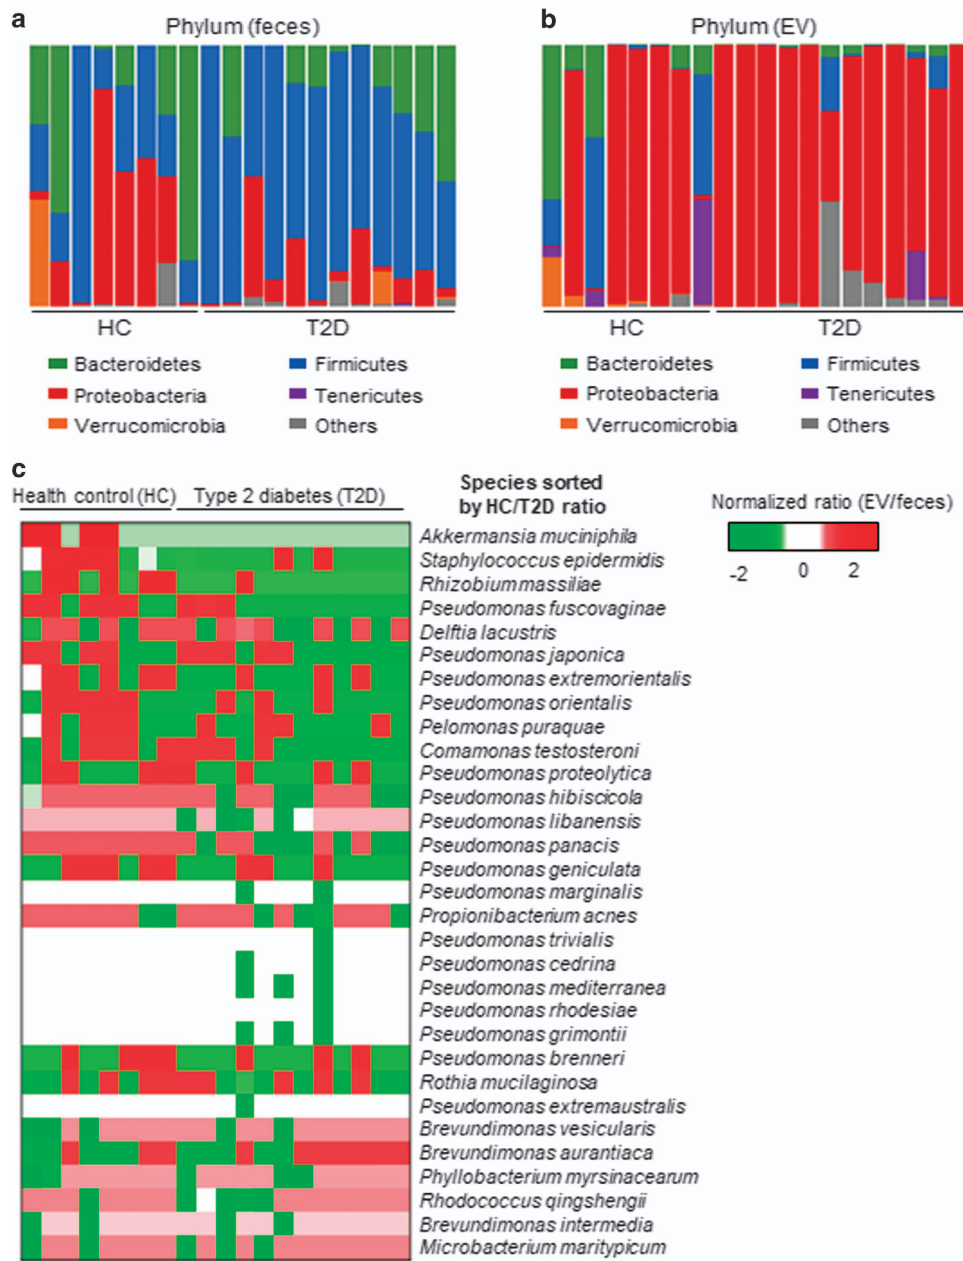 a
Phylum (feces)
HC
T2D
Bacteroidetes
Firmicutes
Proteobacteria
Tenericutes
Verrucomicrobia
Others
b
Phylum (EV)
HC
T2D
Bacteroidetes
Firmicutes
Proteobacteria
Tenericutes
Verrucomicrobia
Others
c
Health control (HC)
Type 2 diabetes (T2D)
Species sorted
by HC/T2D ratio
Normalized ratio (EV/feces)
-2 0 2
Akkermansia muciniphila
Staphylococcus epidermidis
Rhizobium massiliae
Pseudomonas fuscovaginae
Delftia lacustris
Pseudomonas japonica
Pseudomonas extremorientalis
Pseudomonas orientalis
Pelomonas puraquae
Comamonas testosteroni
Pseudomonas proteolytica
Pseudomonas hibiscicola
Pseudomonas libanensis
Pseudomonas panacis
Pseudomonas geniculata
Pseudomonas marginalis
Propionibacterium acnes
Pseudomonas trivialis
Pseudomonas cedrina
Pseudomonas mediterranea
Pseudomonas rhodesiae
Pseudomonas grimontii
Pseudomonas brenneri
Rothia mucilaginosa
Pseudomonas extremaustralis
Brevundimonas vesicularis
Brevundimonas aurantiaca
Phyllobacterium myrsinacearum
Rhodococcus qingshengii
Brevundimonas intermedia
Microbacterium maritypicum